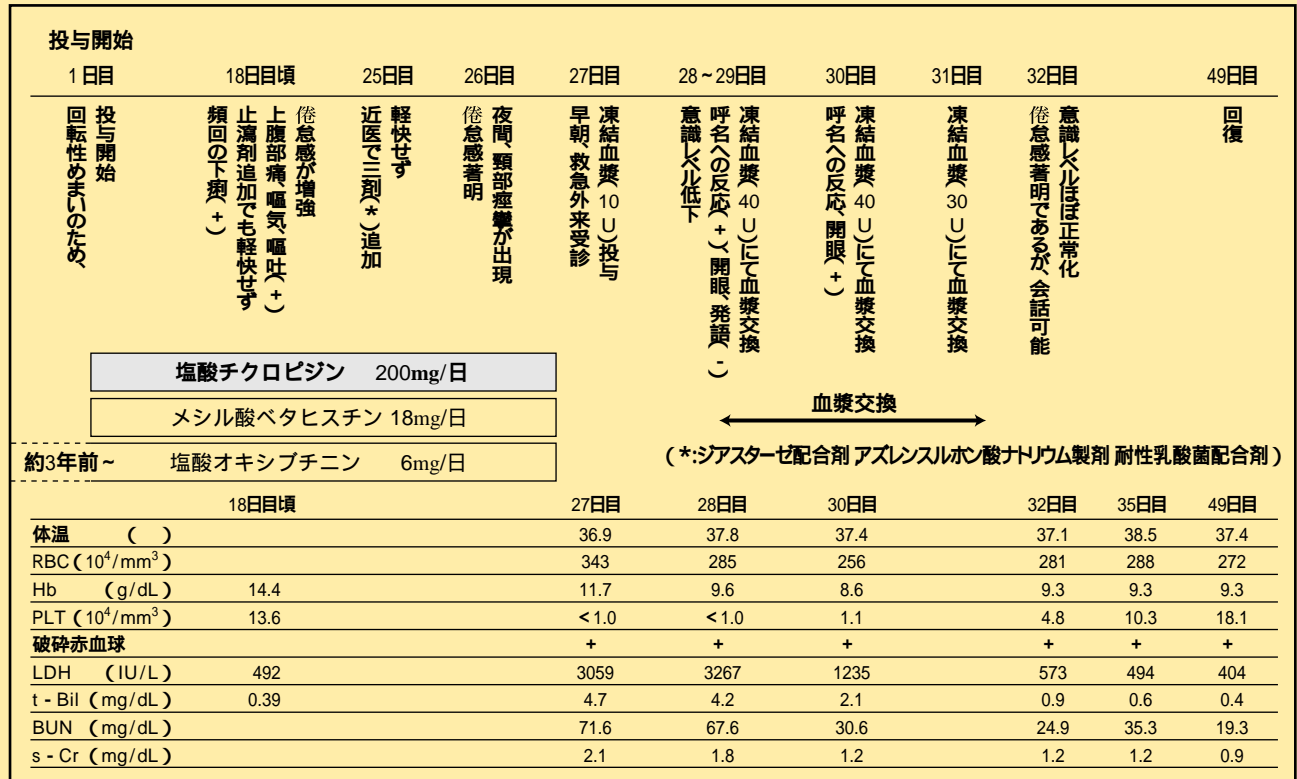 投与開始
1日目 18日目頃 25日目 26日目 27日目 28~29日目 30日目 31日目 32日目 49日目
投与開始
回転性めまいのため、
倦怠感が増強
上腹部痛、嘔気、嘔吐(+)
止瀉剤追加でも軽快せず
頻回の下痢(+)
軽快せず
近医で三剤(*)追加
夜間、頸部痙攣が出現
倦怠感著明
凍結血漿(10U)投与
早朝、救急外来受診
凍結血漿(40U)にて血漿交換
呼名への反応(+)、開眼、発語(-)
意識レベル低下
凍結血漿(40U)にて血漿交換
呼名への反応、開眼(+)
凍結血漿(30U)にて血漿交換
意識レベルほぼ正常化
倦怠感著明であるが、会話可能
回復
塩酸チクロピジン 200mg/日
メシル酸ベタヒスチン 18mg/日
約3年前~ 塩酸オキシブチニン 6mg/日
血漿交換
(*:ジアスターゼ配合剤 アズレンスルホン酸ナトリウム製剤 耐性乳酸菌配合剤)
18日目頃 27日目 28日目 30日目 32日目 35日目 49日目
体温 ( ) 36.9 37.8 37.4 37.1 38.5 37.4
RBC(10⁴/mm³) 343 285 256 281 288 272
Hb (g/dL) 14.4 11.7 9.6 8.6 9.3 9.3 9.3
PLT(10⁴/mm³) 13.6 <1.0 <1.0 1.1 4.8 10.3 18.1
破砕赤血球 + + + + + +
LDH (IU/L) 492 3059 3267 1235 573 494 404
t-Bil(mg/dL) 0.39 4.7 4.2 2.1 0.9 0.6 0.4
BUN (mg/dL) 71.6 67.6 30.6 24.9 35.3 19.3
s-Cr(mg/dL) 2.1 1.8 1.2 1.2 1.2 0.9